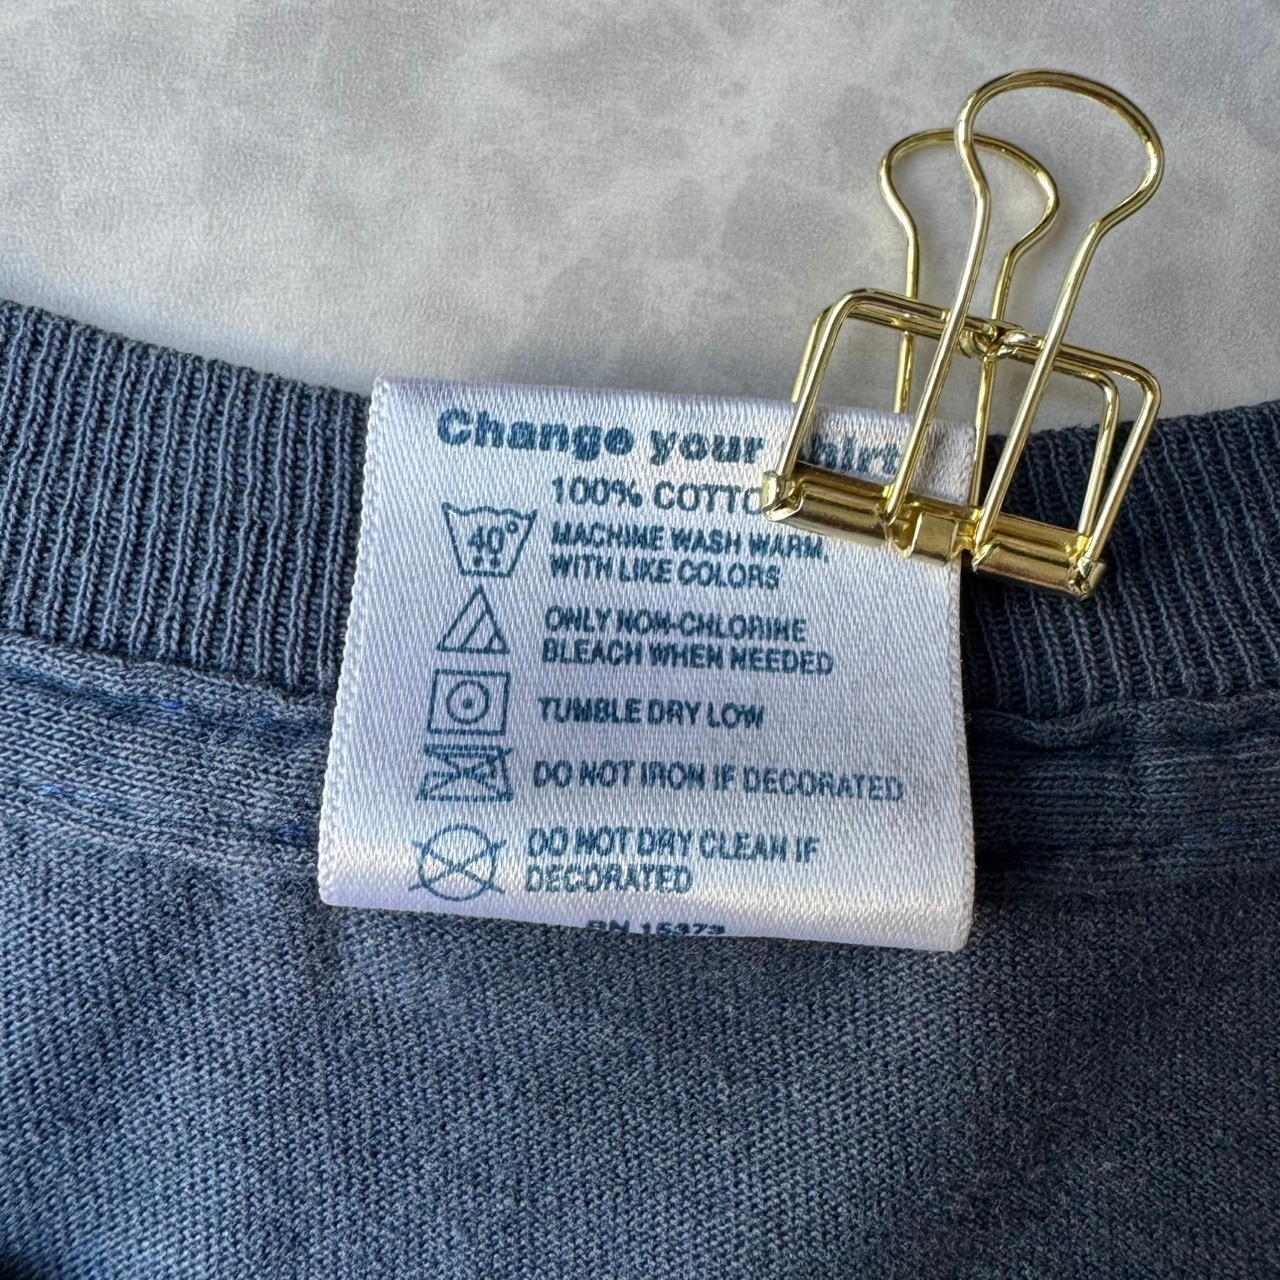 Change your shirt
100% COTTO
40°
MACHINE WASH WARM,
WITH LIKE COLORS
ONLY NON-CHLORINE
BLEACH WHEN NEEDED
TUMBLE DRY LOW
DO NOT IRON IF DECORATED
DO NOT DRY CLEAN IF
DECORATED